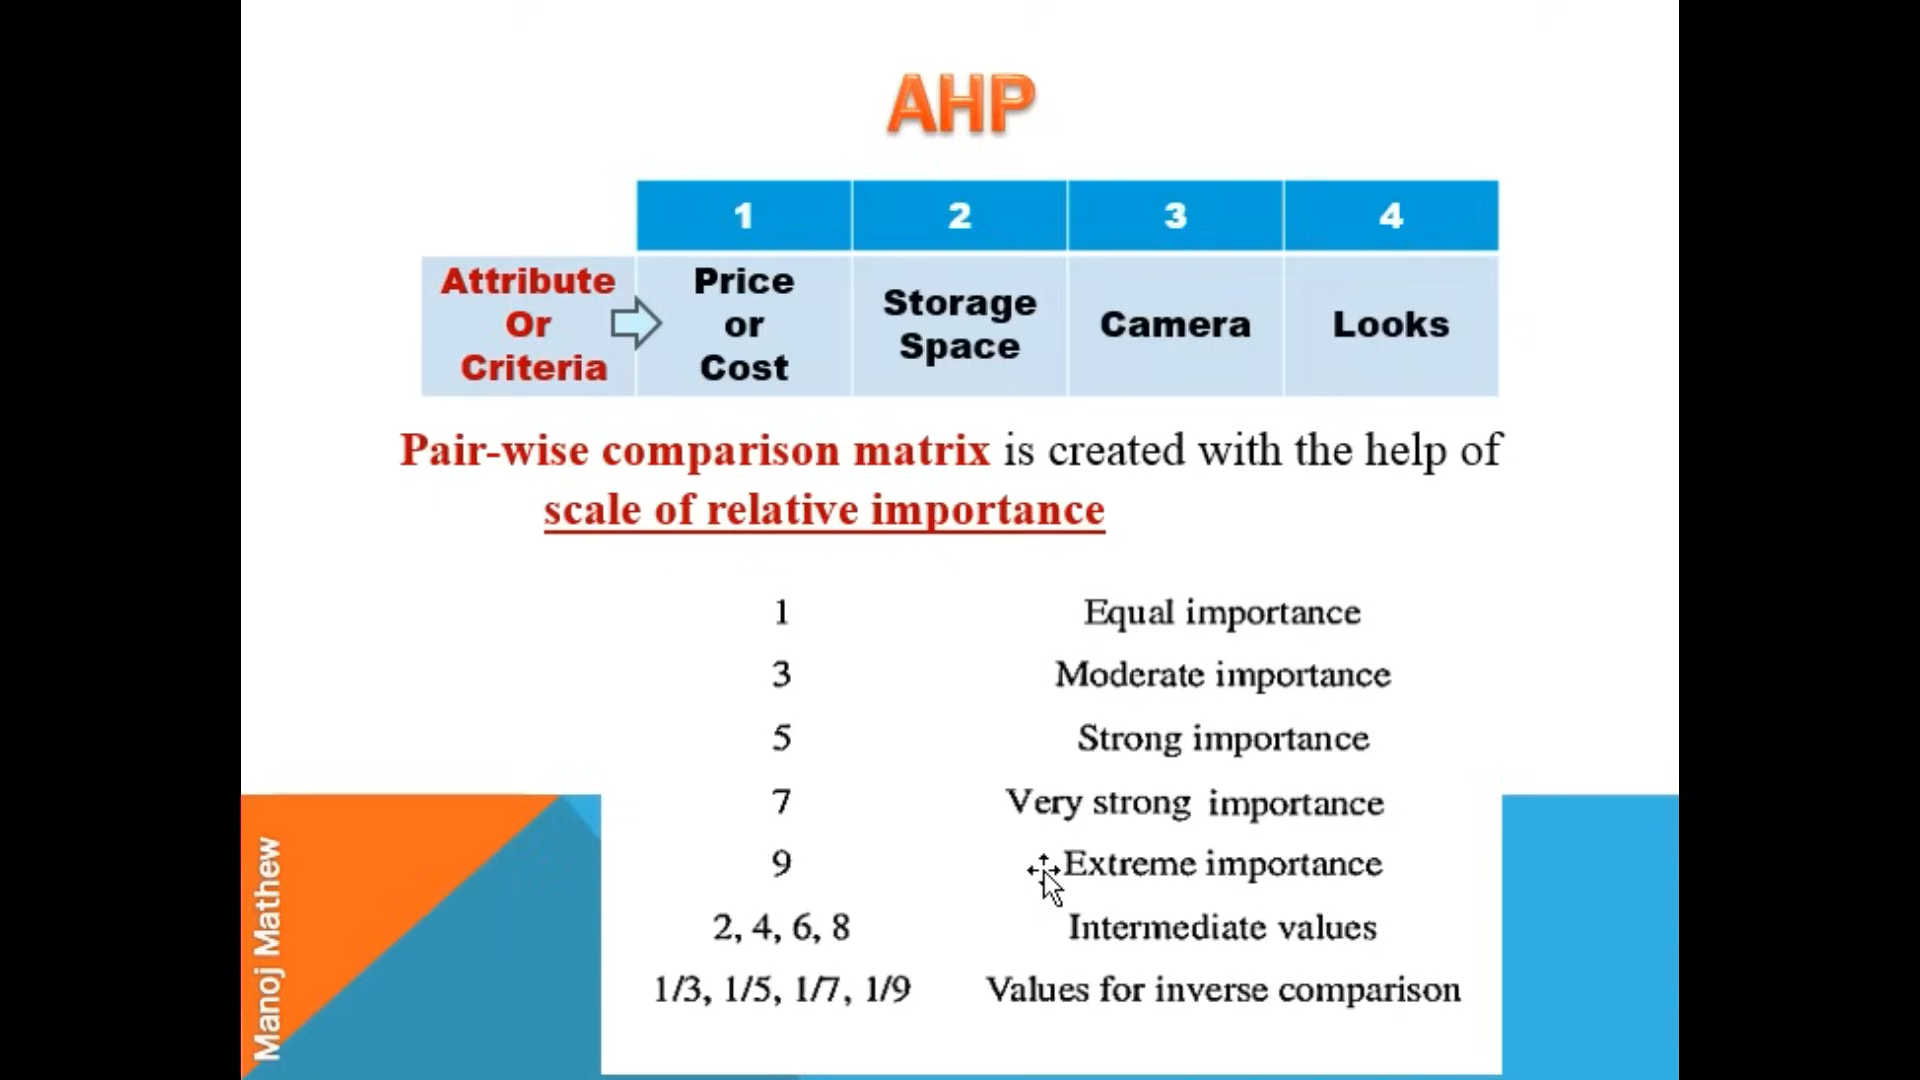 AHP
1 2 3 4
Attribute
Or
Criteria
Price
or
Cost
Storage
Space
Camera
Looks
Pair-wise comparison matrix is created with the help of
scale of relative importance
1 Equal importance
3 Moderate importance
5 Strong importance
7 Very strong importance
9 Extreme importance
2, 4, 6, 8 Intermediate values
1/3, 1/5, 1/7, 1/9 Values for inverse comparison
Manoj Mathew